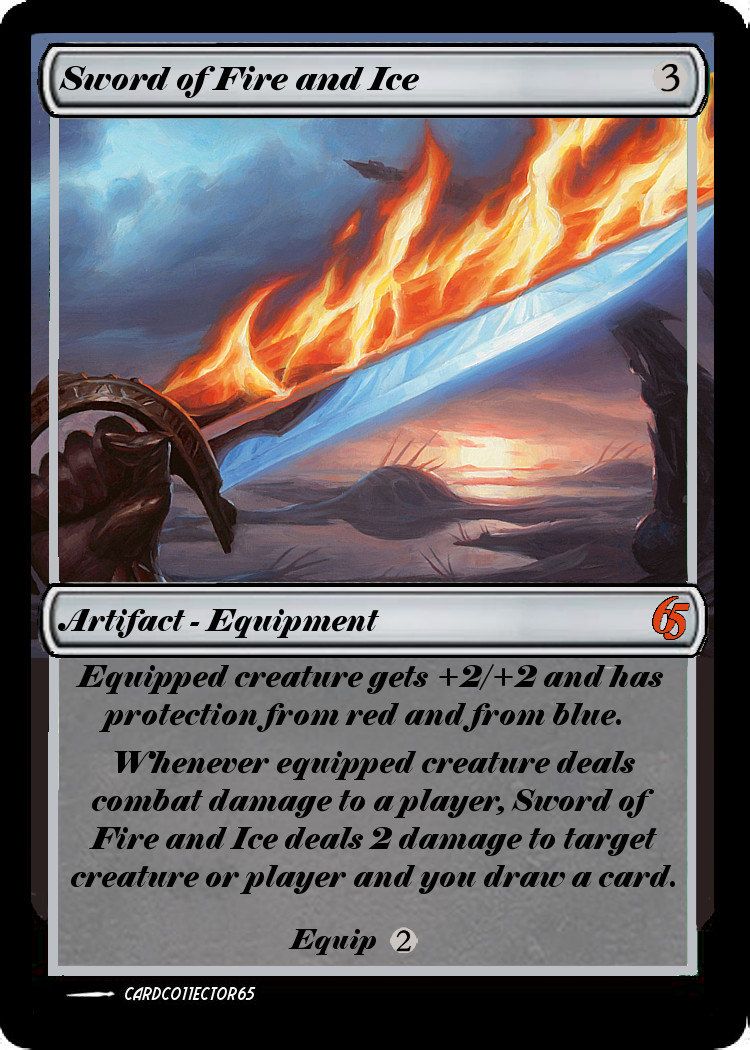 Sword of Fire and Ice 3
Artifact - Equipment 65
Equipped creature gets +2/+2 and has
protection from red and from blue.
Whenever equipped creature deals
combat damage to a player, Sword of
Fire and Ice deals 2 damage to target
creature or player and you draw a card.
Equip 2
CARDCO11ECTOR65